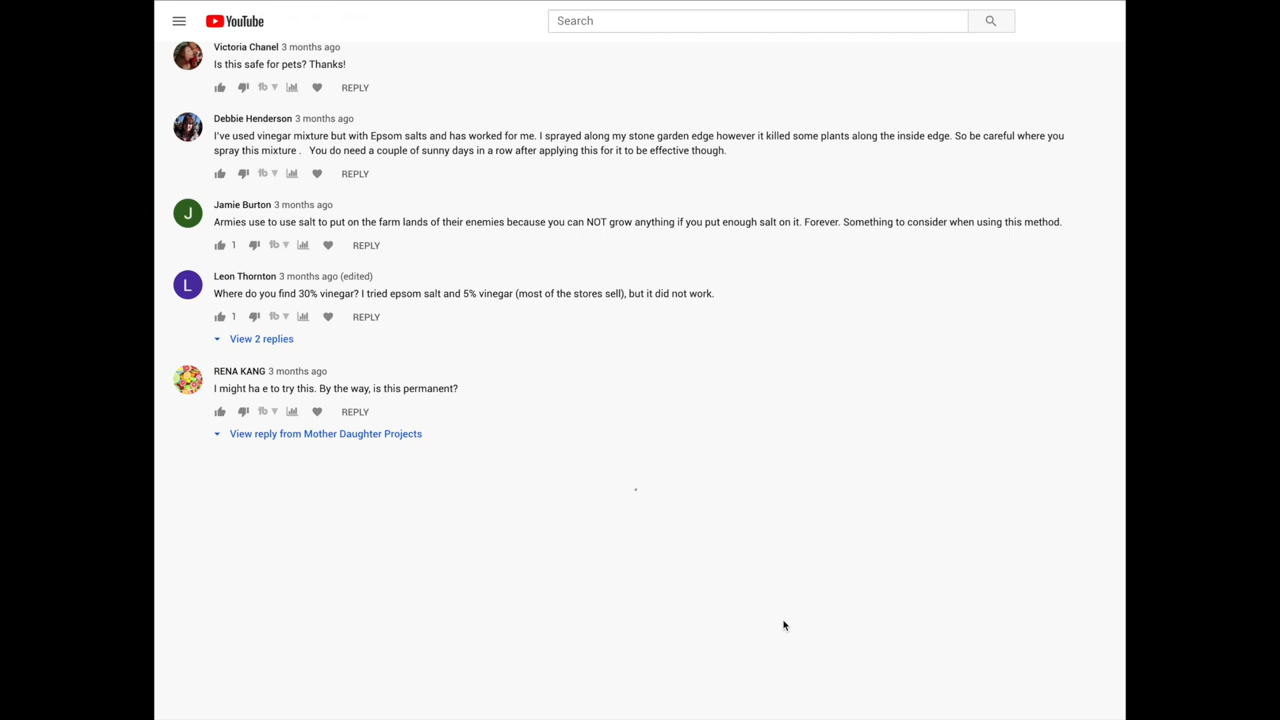 YouTube
Search
Victoria Chanel 3 months ago
Is this safe for pets? Thanks!
REPLY
Debbie Henderson 3 months ago
I've used vinegar mixture but with Epsom salts and has worked for me. I sprayed along my stone garden edge however it killed some plants along the inside edge. So be careful where you
spray this mixture . You do need a couple of sunny days in a row after applying this for it to be effective though.
REPLY
J
Jamie Burton 3 months ago
Armies use to use salt to put on the farm lands of their enemies because you can NOT grow anything if you put enough salt on it. Forever. Something to consider when using this method.
1 REPLY
L
Leon Thornton 3 months ago (edited)
Where do you find 30% vinegar? I tried epsom salt and 5% vinegar (most of the stores sell), but it did not work.
1 REPLY
View 2 replies
RENA KANG 3 months ago
I might ha e to try this. By the way, is this permanent?
REPLY
View reply from Mother Daughter Projects